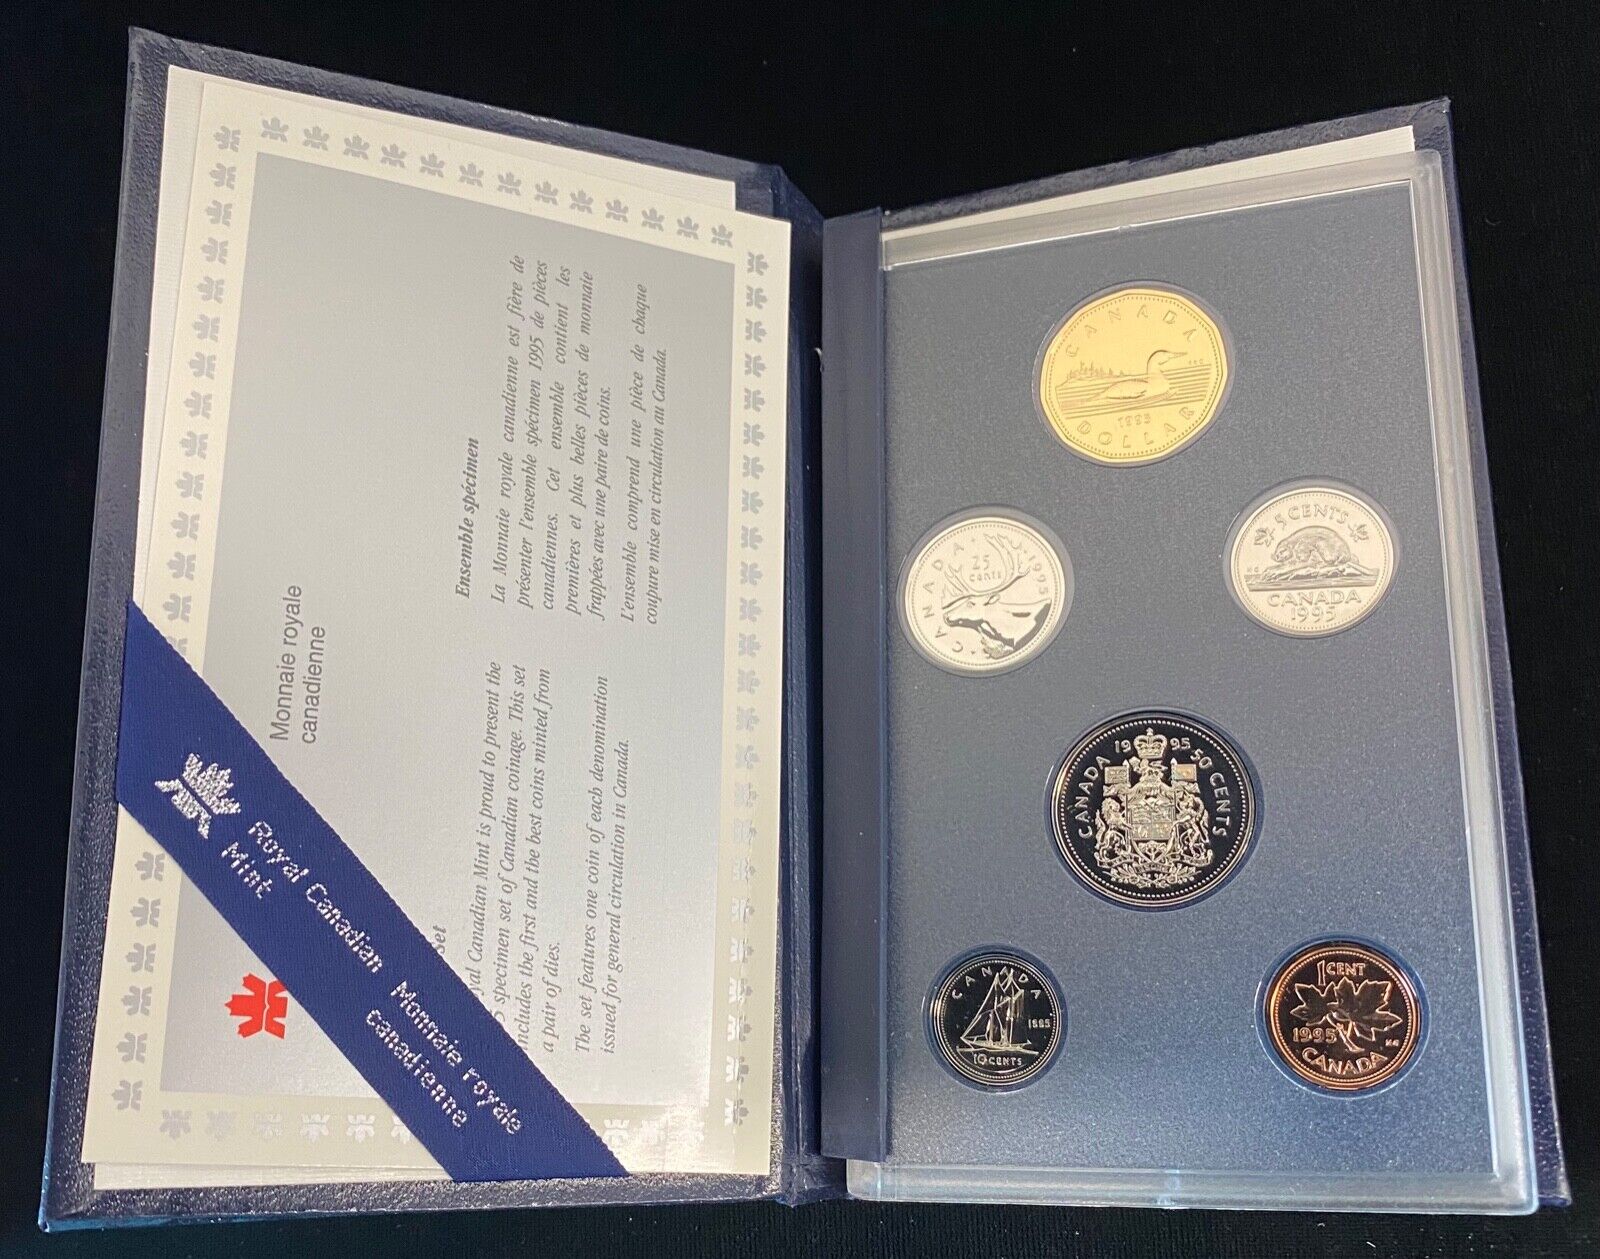 Monnaie royale
canadienne
Set
Canadian Mint is proud to present the
specimen set of Canadian coinage. This set
includes the first and the best coins minted from
a pair of dies.
The set features one coin of each denomination
issued for general circulation in Canada.
Ensemble spécimen
La Monnaie royale canadienne est fière de
présenter l'ensemble spécimen 1995 de pièces
canadiennes. Cet ensemble contient les
premières et plus belles pièces de monnaie
frappées avec une paire de coins.
L'ensemble comprend une pièce de chaque
coupure mise en circulation au Canada.
Royal Canadian
Mint
Monnaie royale
canadienne
CANADA
1995
DOLLAR
CANADA
25
cents
1995
5 CENTS
KG
CANADA
1995
1995
CANADA
50 CENTS
CANADA
1995
10 CENTS
1 CENT
1995
KG
CANADA